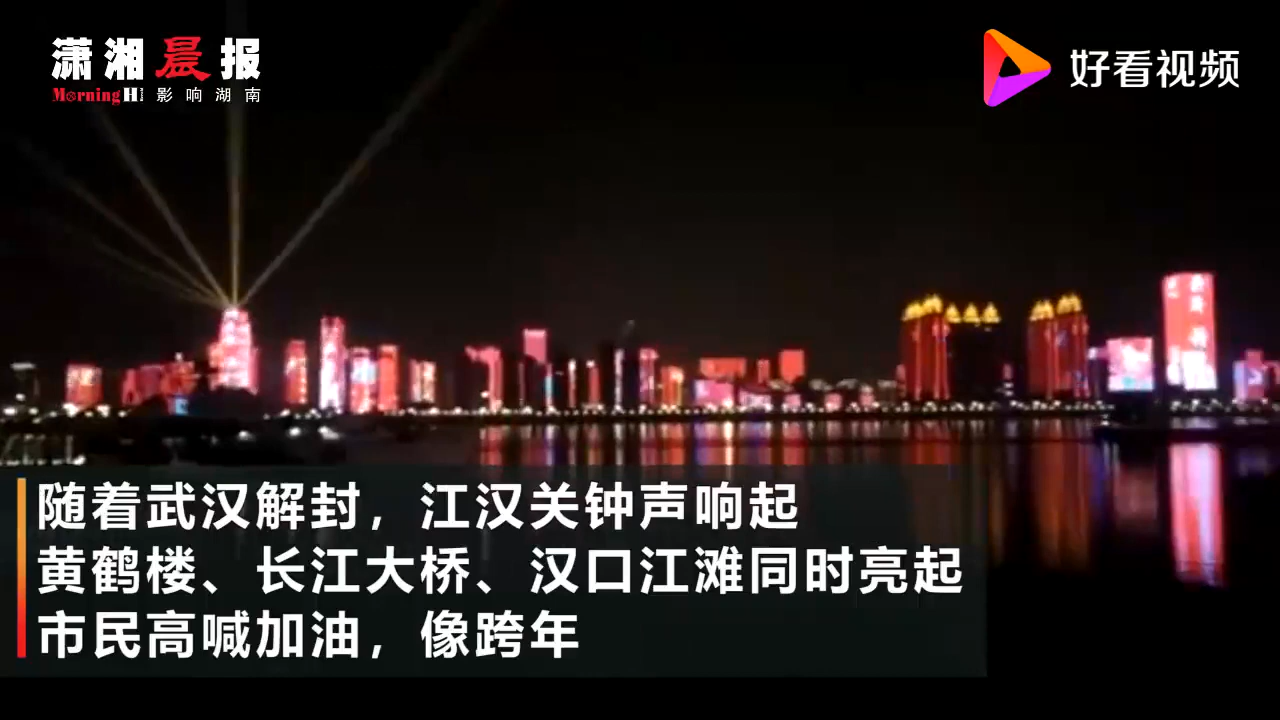 潇湘晨报
Morning H 影响湖南
好看视频
随着武汉解封，江汉关钟声响起
黄鹤楼、长江大桥、汉口江滩同时亮起
市民高喊加油，像跨年